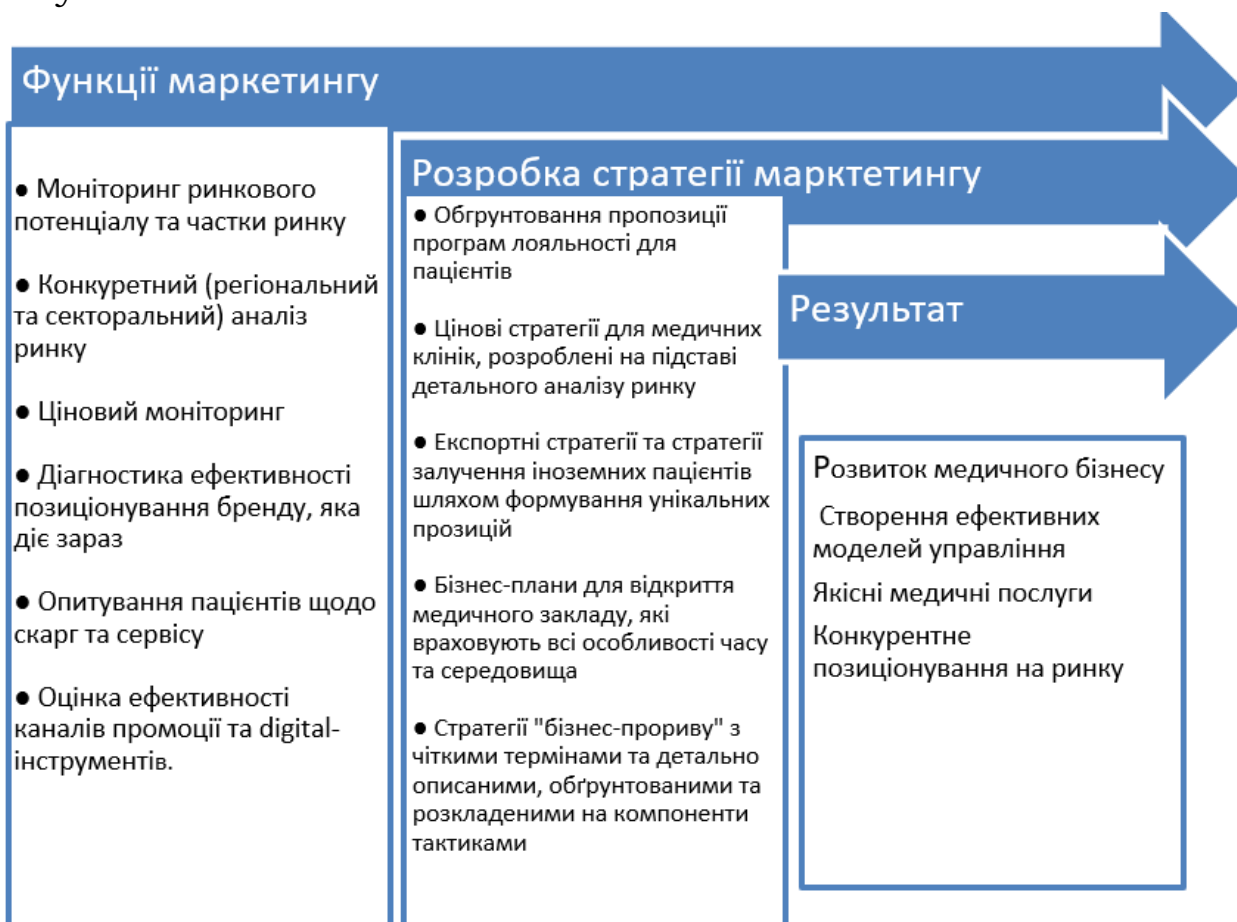 у
Функції маркетингу
● Моніторинг ринкового
потенціалу та частки ринку
● Конкуретний (регіональний
та секторальний) аналіз
ринку
● Ціновий моніторинг
● Діагностика ефективності
позиціонування бренду, яка
діє зараз
● Опитування пацієнтів щодо
скарг та сервісу
● Оцінка ефективності
каналів промоції та digital-
інструментів.
Розробка стратегії марктетингу
● Обгрунтовання пропозиції
програм лояльності для
пацієнтів
● Цінові стратегії для медичних
клінік, розроблені на підставі
детального аналізу ринку
● Експортні стратегії та стратегії
залучення іноземних пацієнтів
шляхом формування унікальних
прозицій
● Бізнес-плани для відкриття
медичного закладу, які
враховують всі особливості часу
та середовища
● Стратегії "бізнес-прориву" з
чіткими термінами та детально
описаними, обґрунтованими та
розкладеними на компоненти
тактиками
Результат
Розвиток медичного бізнесу
Створення ефективних
моделей управління
Якісні медичні послуги
Конкурентне
позиціонування на ринку